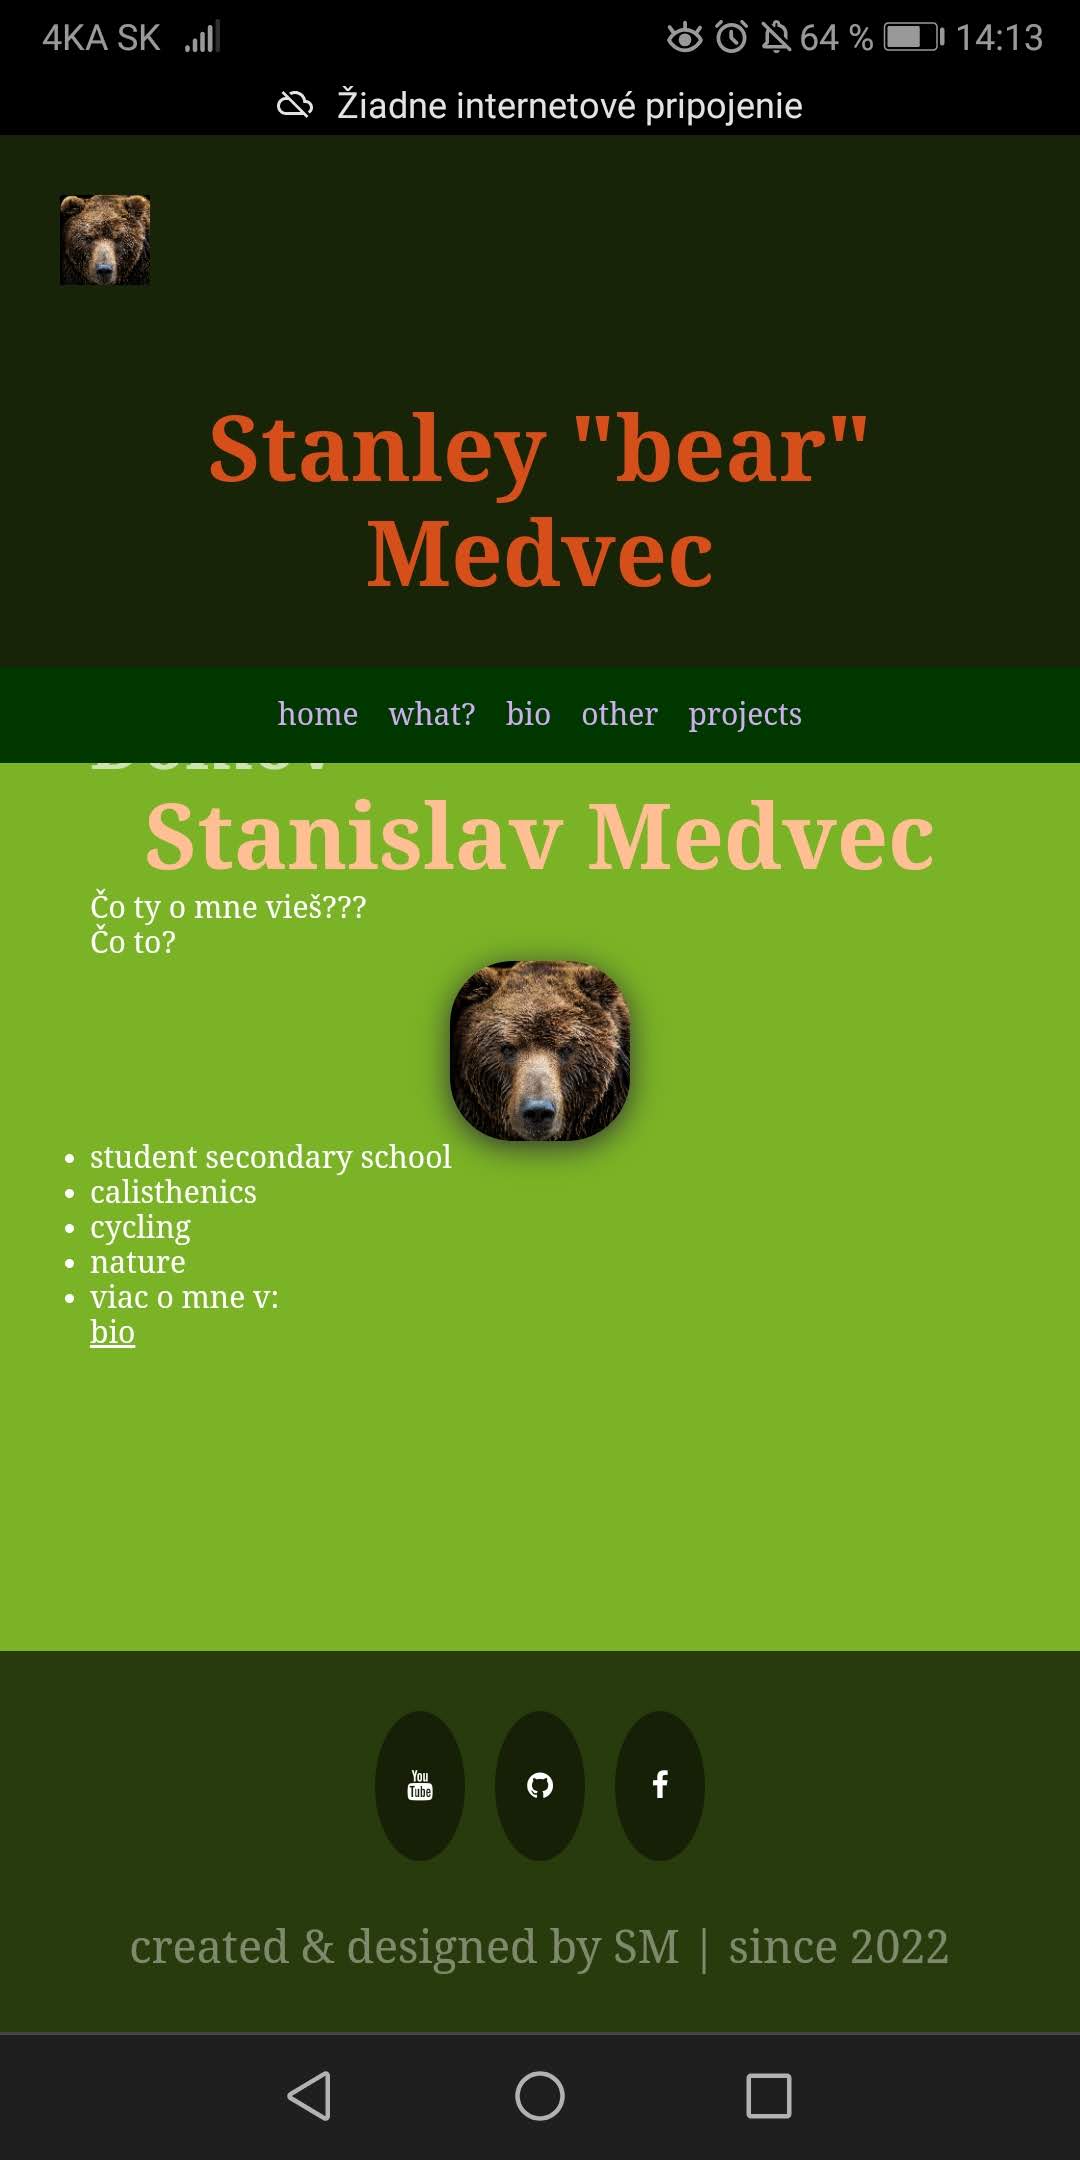 4KA SK 64 % 14:13
Žiadne internetové pripojenie
Stanley "bear"
Medvec
home what? bio other projects
Stanislav Medvec
Čo ty o mne vieš???
Čo to?
• student secondary school
• calisthenics
• cycling
• nature
• viac o mne v:
bio
You
Tube
created & designed by SM | since 2022